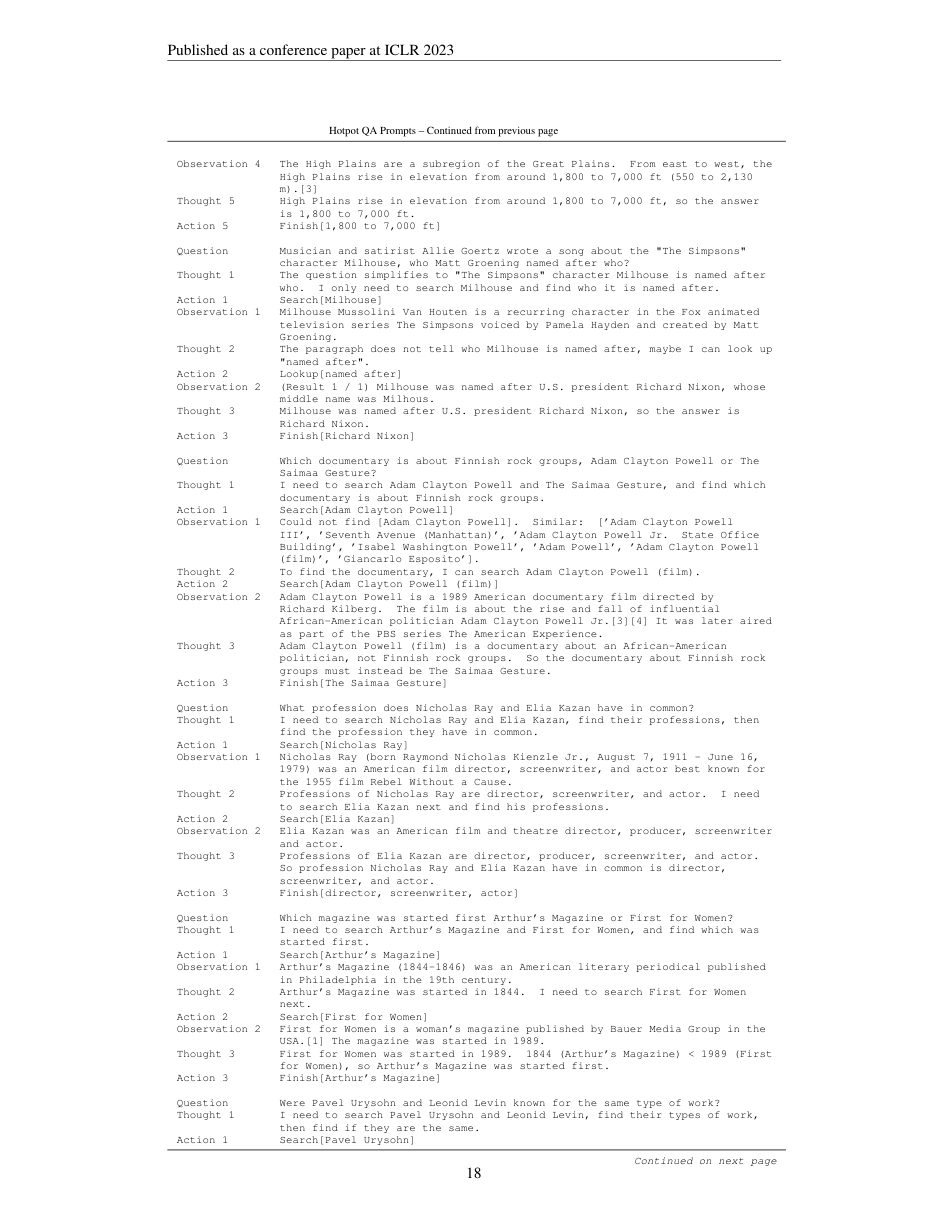 Published as a conference paper at ICLR 2023
Hotpot QA Prompts – Continued from previous page
Observation 4 The High Plains are a subregion of the Great Plains. From east to west, the
High Plains rise in elevation from around 1,800 to 7,000 ft (550 to 2,130
m).[3]
Thought 5 High Plains rise in elevation from around 1,800 to 7,000 ft, so the answer
is 1,800 to 7,000 ft.
Action 5 Finish[1,800 to 7,000 ft]
Question Musician and satirist Allie Goertz wrote a song about the "The Simpsons"
character Milhouse, who Matt Groening named after who?
Thought 1 The question simplifies to "The Simpsons" character Milhouse is named after
who. I only need to search Milhouse and find who it is named after.
Action 1 Search[Milhouse]
Observation 1 Milhouse Mussolini Van Houten is a recurring character in the Fox animated
television series The Simpsons voiced by Pamela Hayden and created by Matt
Groening.
Thought 2 The paragraph does not tell who Milhouse is named after, maybe I can look up
"named after".
Action 2 Lookup[named after]
Observation 2 (Result 1 / 1) Milhouse was named after U.S. president Richard Nixon, whose
middle name was Milhous.
Thought 3 Milhouse was named after U.S. president Richard Nixon, so the answer is
Richard Nixon.
Action 3 Finish[Richard Nixon]
Question Which documentary is about Finnish rock groups, Adam Clayton Powell or The
Saimaa Gesture?
Thought 1 I need to search Adam Clayton Powell and The Saimaa Gesture, and find which
documentary is about Finnish rock groups.
Action 1 Search[Adam Clayton Powell]
Observation 1 Could not find [Adam Clayton Powell]. Similar: [’Adam Clayton Powell
III’, ’Seventh Avenue (Manhattan)’, ’Adam Clayton Powell Jr. State Office
Building’, ’Isabel Washington Powell’, ’Adam Powell’, ’Adam Clayton Powell
(film)’, ’Giancarlo Esposito’].
Thought 2 To find the documentary, I can search Adam Clayton Powell (film).
Action 2 Search[Adam Clayton Powell (film)]
Observation 2 Adam Clayton Powell is a 1989 American documentary film directed by
Richard Kilberg. The film is about the rise and fall of influential
African-American politician Adam Clayton Powell Jr.[3][4] It was later aired
as part of the PBS series The American Experience.
Thought 3 Adam Clayton Powell (film) is a documentary about an African-American
politician, not Finnish rock groups. So the documentary about Finnish rock
groups must instead be The Saimaa Gesture.
Action 3 Finish[The Saimaa Gesture]
Question What profession does Nicholas Ray and Elia Kazan have in common?
Thought 1 I need to search Nicholas Ray and Elia Kazan, find their professions, then
find the profession they have in common.
Action 1 Search[Nicholas Ray]
Observation 1 Nicholas Ray (born Raymond Nicholas Kienzle Jr., August 7, 1911 - June 16,
1979) was an American film director, screenwriter, and actor best known for
the 1955 film Rebel Without a Cause.
Thought 2 Professions of Nicholas Ray are director, screenwriter, and actor. I need
to search Elia Kazan next and find his professions.
Action 2 Search[Elia Kazan]
Observation 2 Elia Kazan was an American film and theatre director, producer, screenwriter
and actor.
Thought 3 Professions of Elia Kazan are director, producer, screenwriter, and actor.
So profession Nicholas Ray and Elia Kazan have in common is director,
screenwriter, and actor.
Action 3 Finish[director, screenwriter, actor]
Question Which magazine was started first Arthur’s Magazine or First for Women?
Thought 1 I need to search Arthur’s Magazine and First for Women, and find which was
started first.
Action 1 Search[Arthur’s Magazine]
Observation 1 Arthur’s Magazine (1844-1846) was an American literary periodical published
in Philadelphia in the 19th century.
Thought 2 Arthur’s Magazine was started in 1844. I need to search First for Women
next.
Action 2 Search[First for Women]
Observation 2 First for Women is a woman’s magazine published by Bauer Media Group in the
USA.[1] The magazine was started in 1989.
Thought 3 First for Women was started in 1989. 1844 (Arthur’s Magazine) < 1989 (First
for Women), so Arthur’s Magazine was started first.
Action 3 Finish[Arthur’s Magazine]
Question Were Pavel Urysohn and Leonid Levin known for the same type of work?
Thought 1 I need to search Pavel Urysohn and Leonid Levin, find their types of work,
then find if they are the same.
Action 1 Search[Pavel Urysohn]
Continued on next page
18